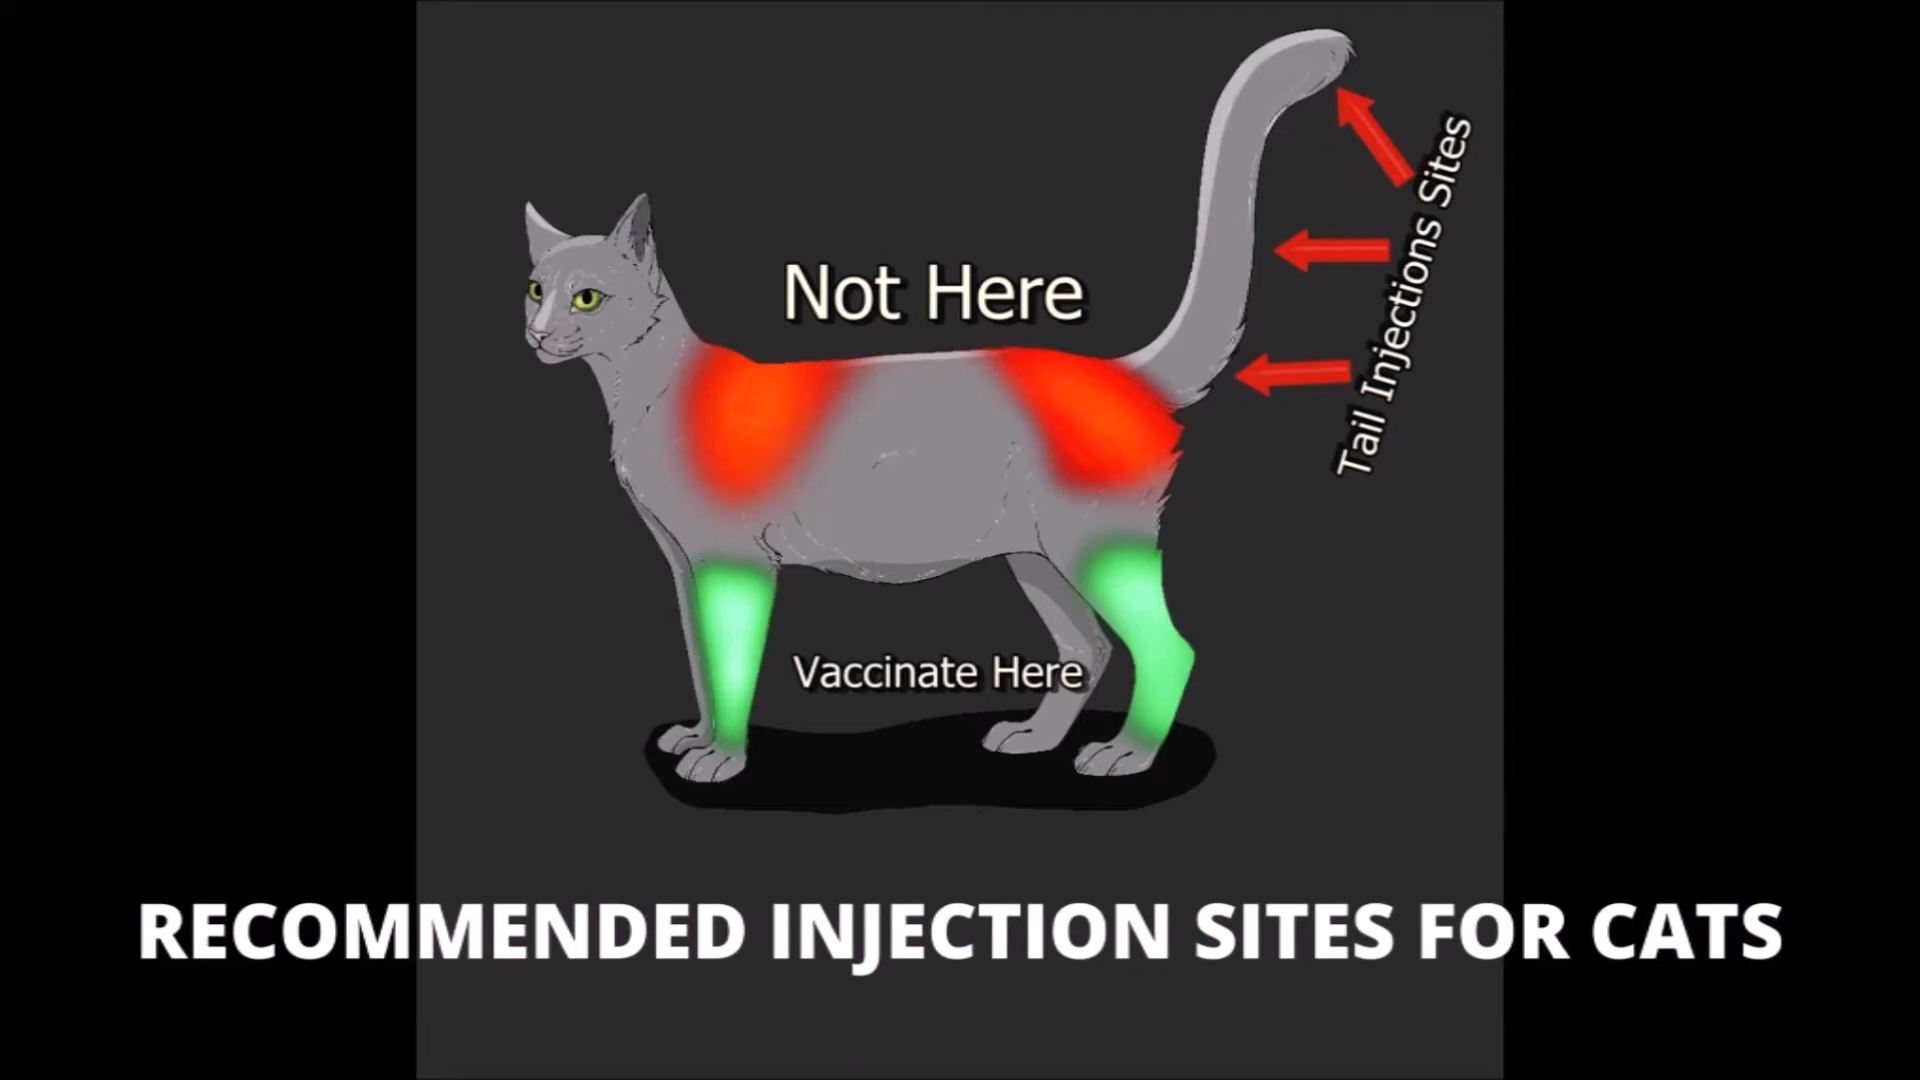 Not Here
Tail Injections Sites
Vaccinate Here
RECOMMENDED INJECTION SITES FOR CATS